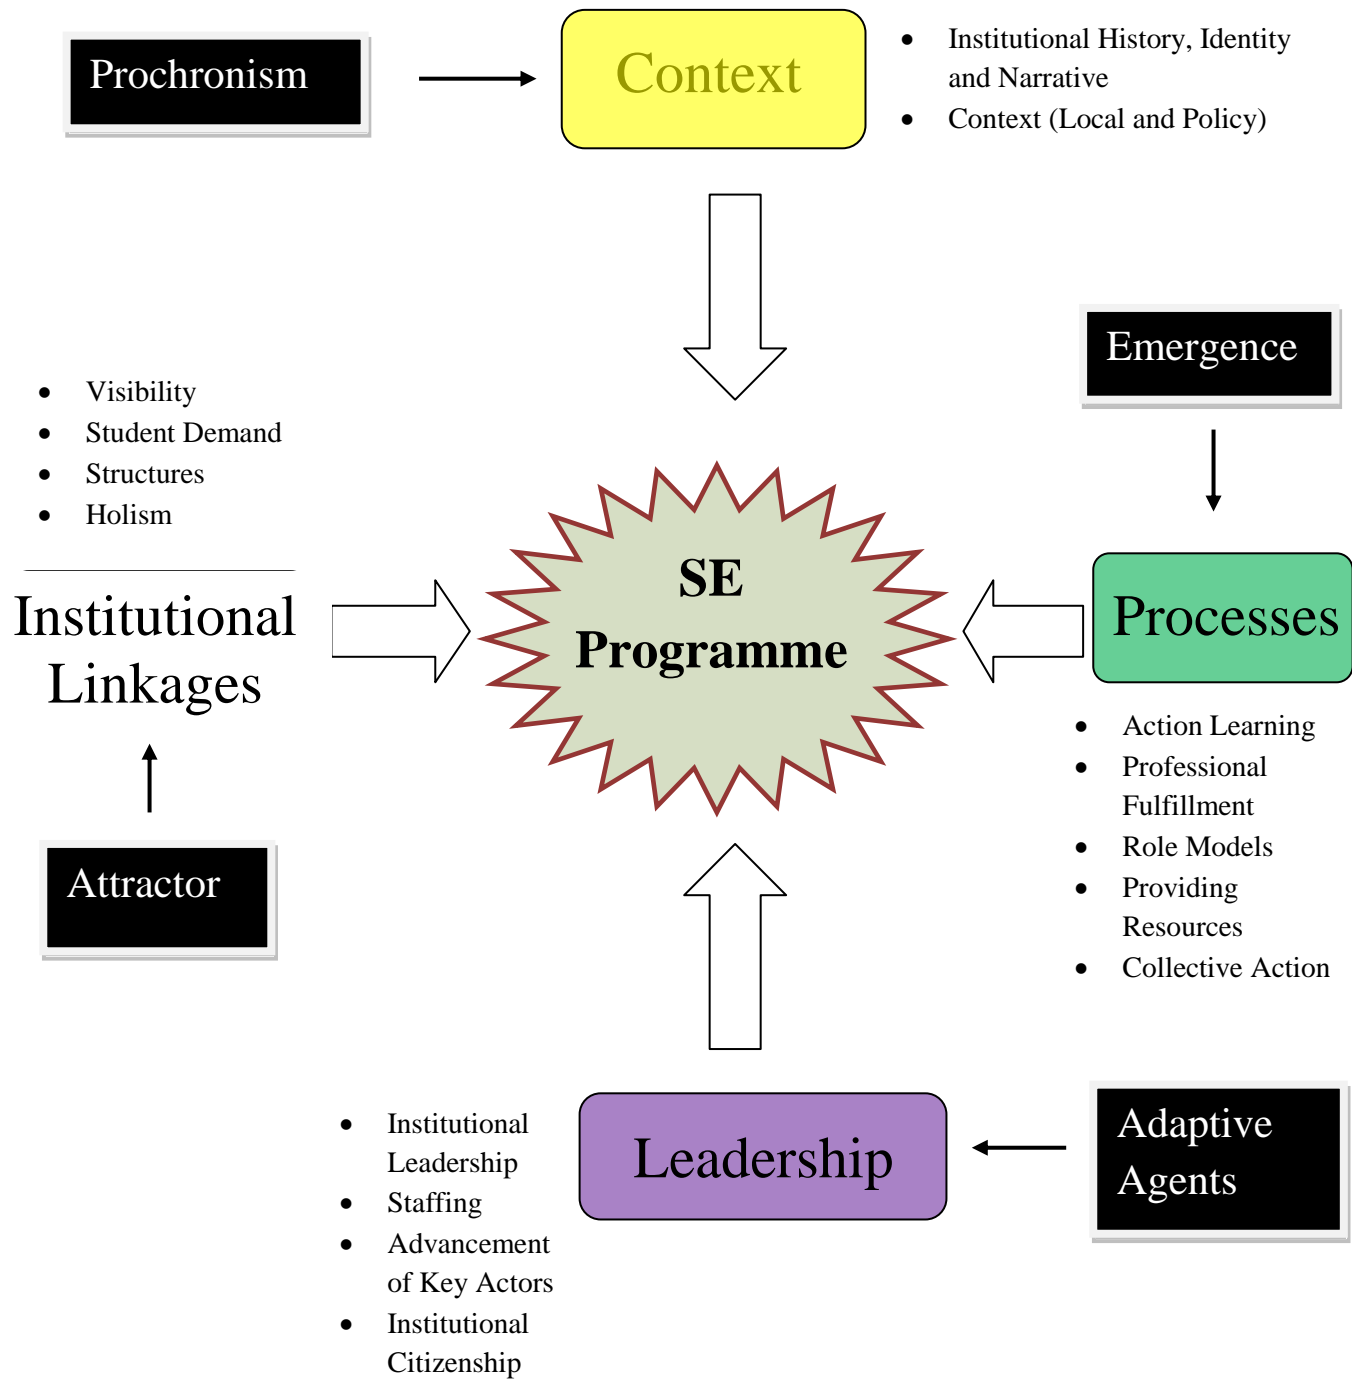 Prochronism
Context
• Institutional History, Identity
and Narrative
• Context (Local and Policy)
Emergence
• Visibility
• Student Demand
• Structures
• Holism
Institutional
Linkages
SE
Programme
Processes
• Action Learning
• Professional
Fulfillment
• Role Models
• Providing
Resources
• Collective Action
Attractor
• Institutional
Leadership
• Staffing
• Advancement
of Key Actors
• Institutional
Citizenship
Leadership
Adaptive
Agents